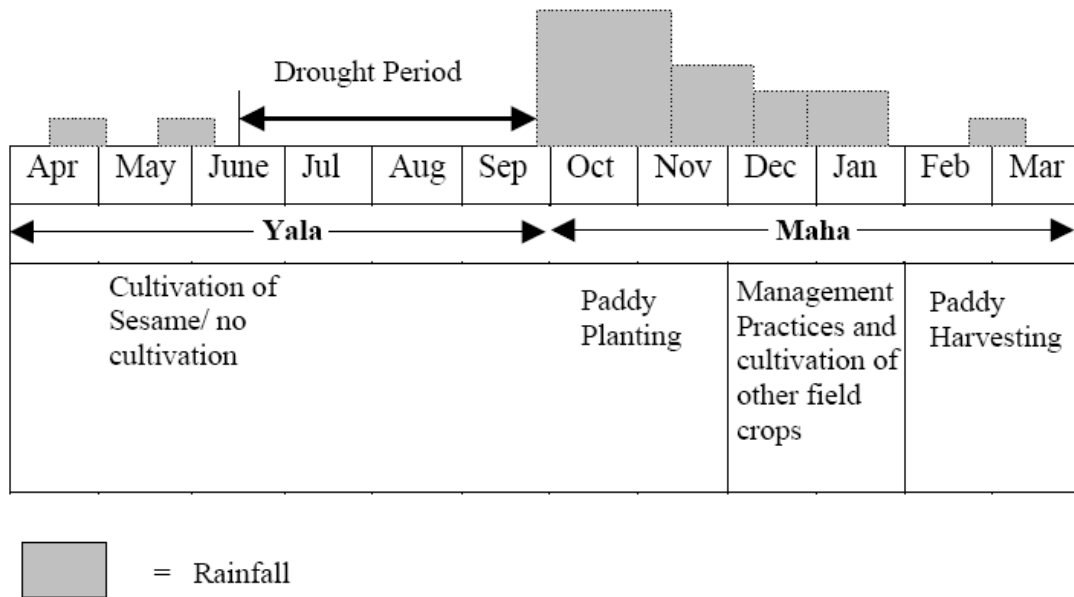 Drought Period
Apr May June Jul Aug Sep Oct Nov Dec Jan Feb Mar
Yala Maha
Cultivation of
Sesame/ no
cultivation
Paddy
Planting
Management
Practices and
cultivation of
other field
crops
Paddy
Harvesting
= Rainfall